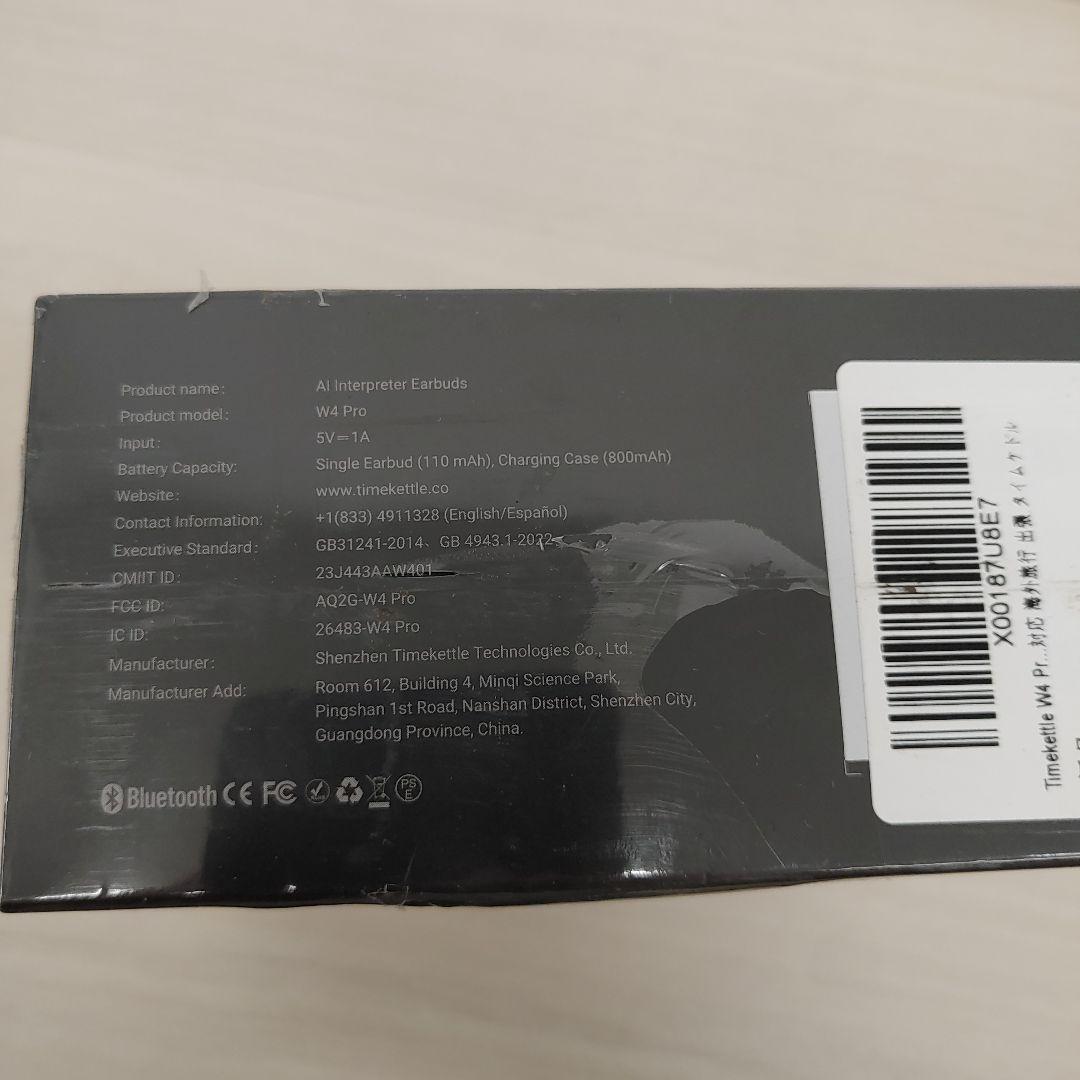 Product name: AI Interpreter Earbuds
Product model: W4 Pro
Input: 5V⎓1A
Battery Capacity: Single Earbud (110 mAh), Charging Case (800mAh)
Website: www.timekettle.co
Contact Information: +1(833) 4911328 (English/Español)
Executive Standard: GB31241-2014、GB 4943.1-2022
CMIIT ID: 23J443AAW401
FCC ID: AQ2G-W4 Pro
IC ID: 26483-W4 Pro
Manufacturer: Shenzhen Timekettle Technologies Co., Ltd.
Manufacturer Add: Room 612, Building 4, Minqi Science Park,
Pingshan 1st Road, Nanshan District, Shenzhen City,
Guangdong Province, China.
Bluetooth CE FC PS E
X00187U8E7
Timekettle W4 Pr...対応 海外旅行 出張 タイムケトル